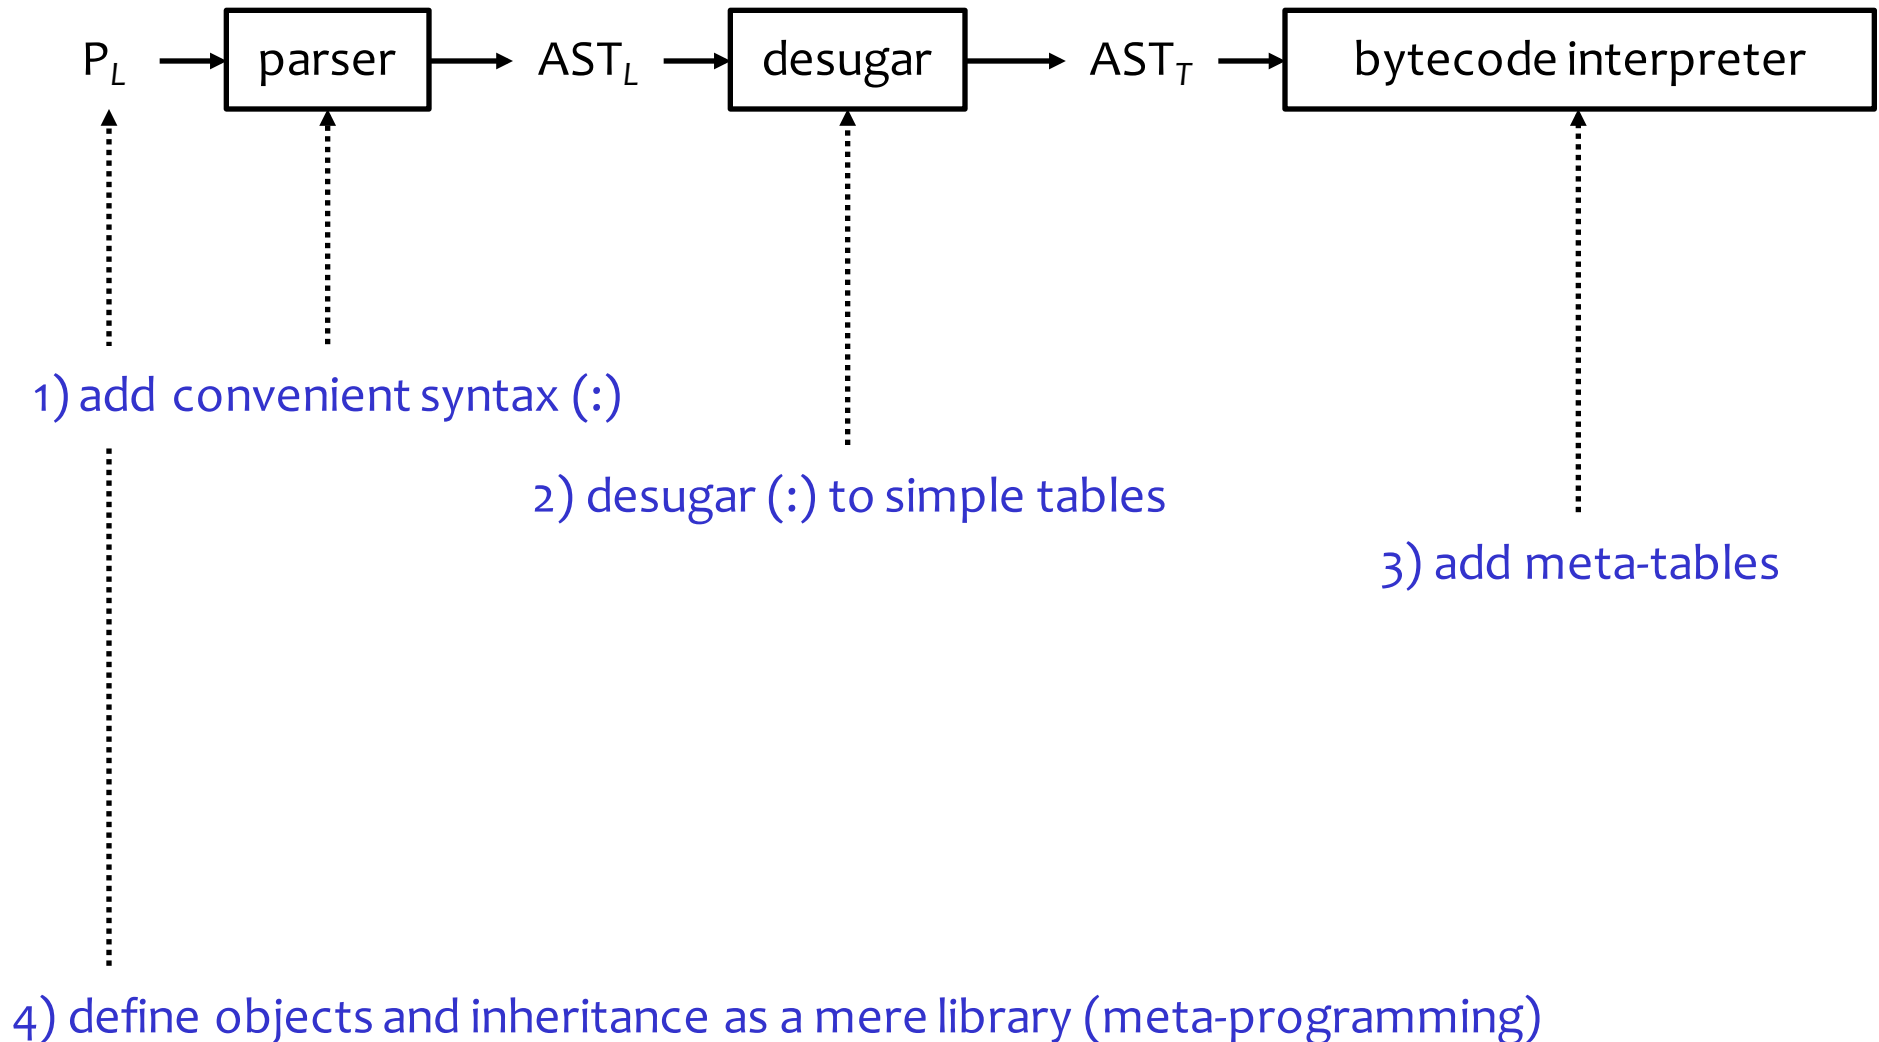 P_L parser AST_L desugar AST_T bytecode interpreter
1) add convenient syntax (:)
2) desugar (:) to simple tables
3) add meta-tables
4) define objects and inheritance as a mere library (meta-programming)